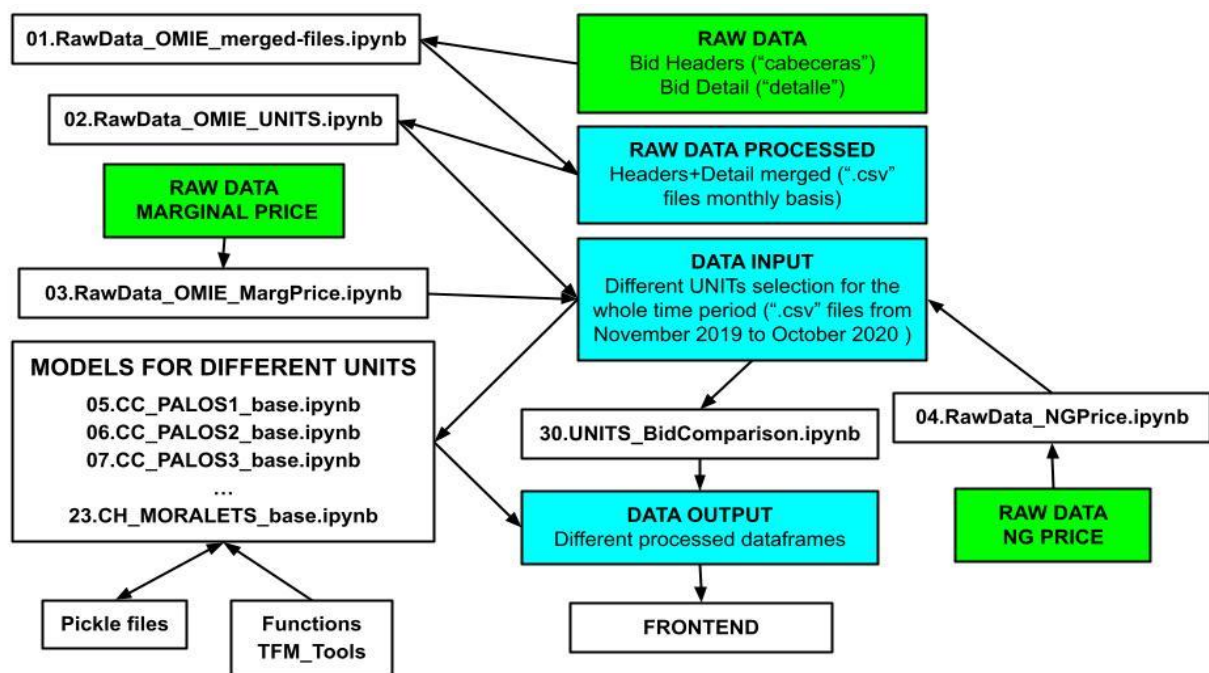 01.RawData_OMIE_merged-files.ipynb
RAW DATA
Bid Headers (“cabeceras”)
Bid Detail (“detalle”)
02.RawData_OMIE_UNITS.ipynb
RAW DATA PROCESSED
Headers+Detail merged (“.csv”
files monthly basis)
RAW DATA
MARGINAL PRICE
03.RawData_OMIE_MargPrice.ipynb
DATA INPUT
Different UNITs selection for the
whole time period (“.csv” files from
November 2019 to October 2020 )
MODELS FOR DIFFERENT UNITS
05.CC_PALOS1_base.ipynb
06.CC_PALOS2_base.ipynb
07.CC_PALOS3_base.ipynb
...
23.CH_MORALETS_base.ipynb
30.UNITS_BidComparison.ipynb
04.RawData_NGPrice.ipynb
DATA OUTPUT
Different processed dataframes
RAW DATA
NG PRICE
Pickle files
Functions
TFM_Tools
FRONTEND